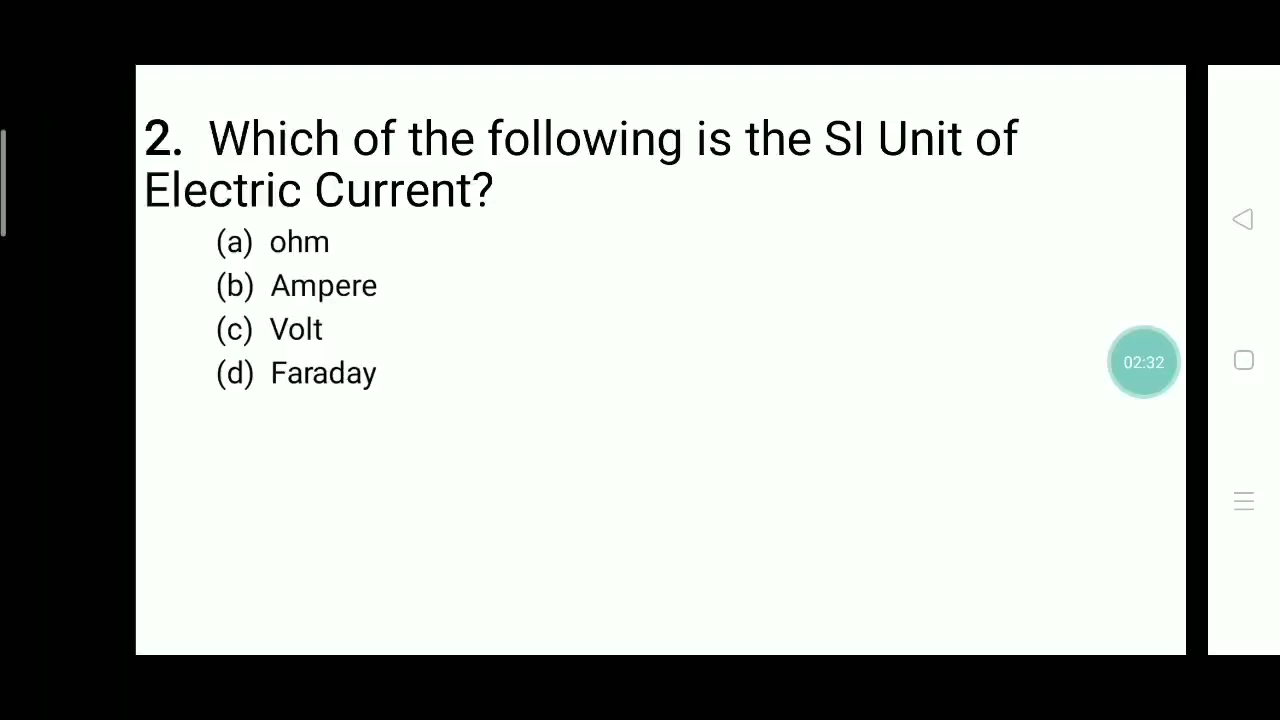 2. Which of the following is the SI Unit of
Electric Current?
(a) ohm
(b) Ampere
(c) Volt
(d) Faraday
02:32